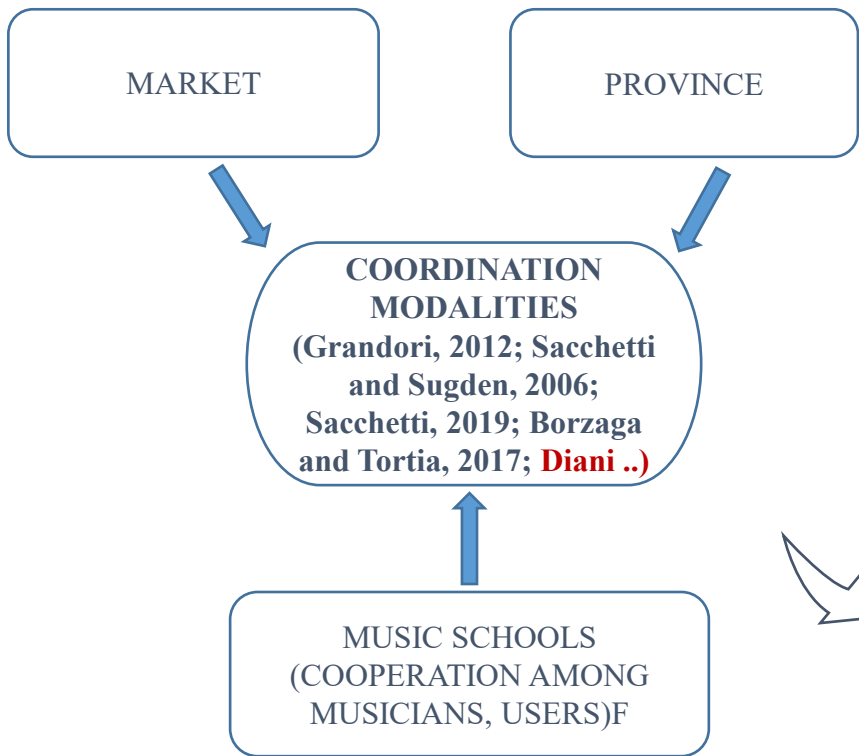 MARKET
PROVINCE
COORDINATION
MODALITIES
(Grandori, 2012; Sacchetti
and Sugden, 2006;
Sacchetti, 2019; Borzaga
and Tortia, 2017; Diani ..)
MUSIC SCHOOLS
(COOPERATION AMONG
MUSICIANS, USERS)F